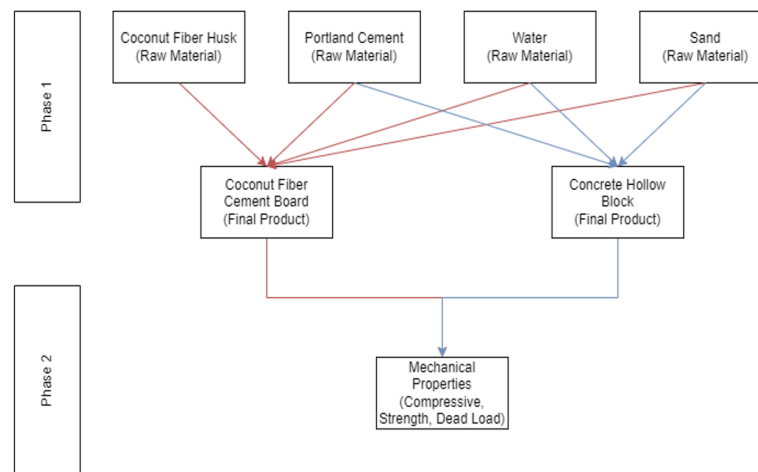 Phase 1
Coconut Fiber Husk
(Raw Material)
Portland Cement
(Raw Material)
Water
(Raw Material)
Sand
(Raw Material)
Coconut Fiber
Cement Board
(Final Product)
Concrete Hollow
Block
(Final Product)
Phase 2
Mechanical
Properties
(Compressive,
Strength, Dead Load)